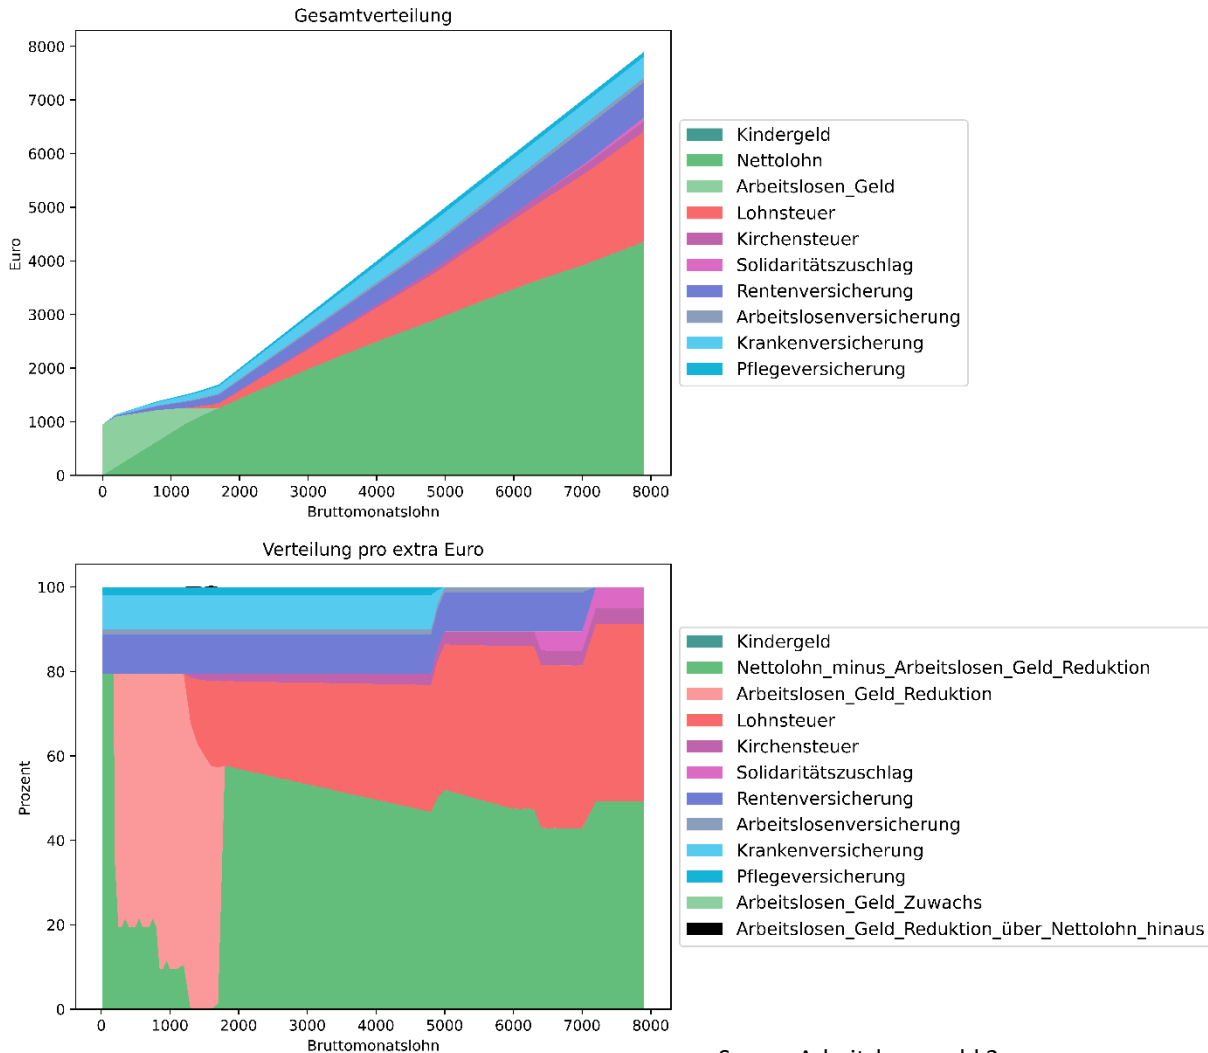 Gesamtverteilung
8000
7000
6000
5000
4000
3000
2000
1000
0
Euro
0 1000 2000 3000 4000 5000 6000 7000 8000
Bruttomonatslohn
Kindergeld
Nettolohn
Arbeitslosen_Geld
Lohnsteuer
Kirchensteuer
Solidaritätszuschlag
Rentenversicherung
Arbeitslosenversicherung
Krankenversicherung
Pflegeversicherung
Verteilung pro extra Euro
100
80
60
40
20
0
Prozent
0 1000 2000 3000 4000 5000 6000 7000 8000
Bruttomonatslohn
Kindergeld
Nettolohn_minus_Arbeitslosen_Geld_Reduktion
Arbeitslosen_Geld_Reduktion
Lohnsteuer
Kirchensteuer
Solidaritätszuschlag
Rentenversicherung
Arbeitslosenversicherung
Krankenversicherung
Pflegeversicherung
Arbeitslosen_Geld_Zuwachs
Arbeitslosen_Geld_Reduktion_über_Nettolohn_hinaus